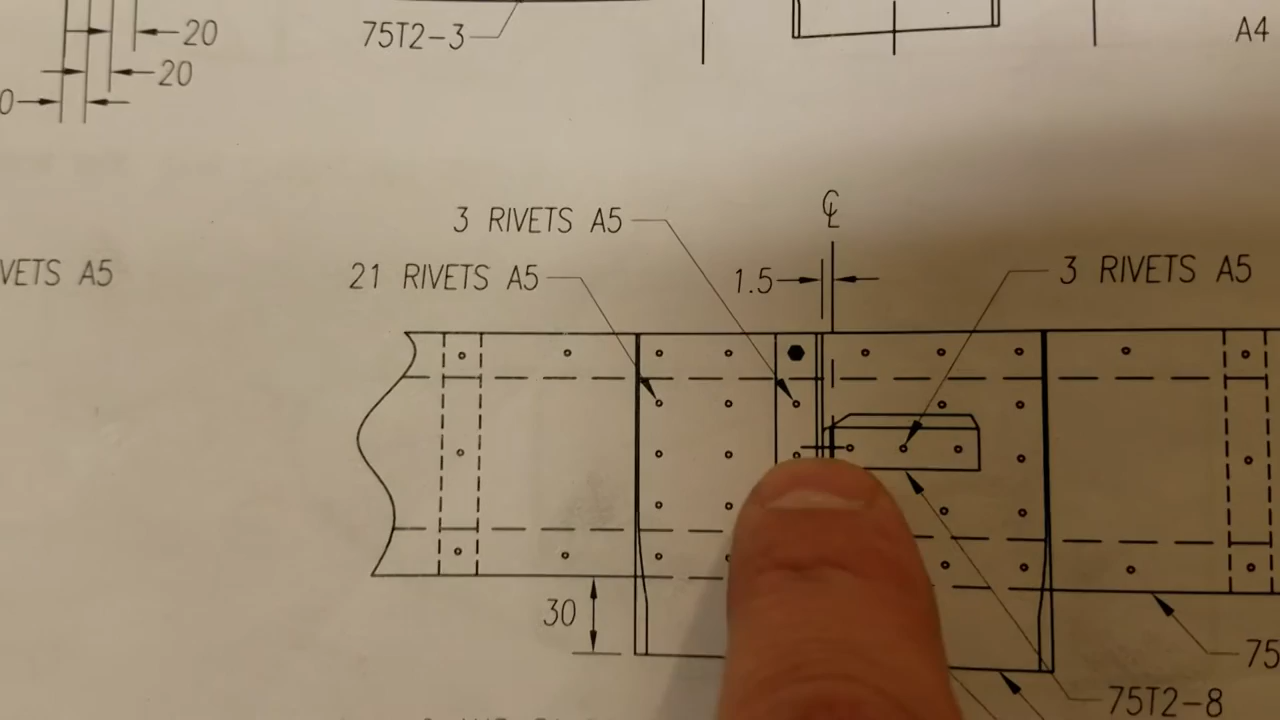 20
75T2-3
A4
20
0
3 RIVETS A5
℄
VETS A5
21 RIVETS A5
1.5
3 RIVETS A5
30
75
75T2-8